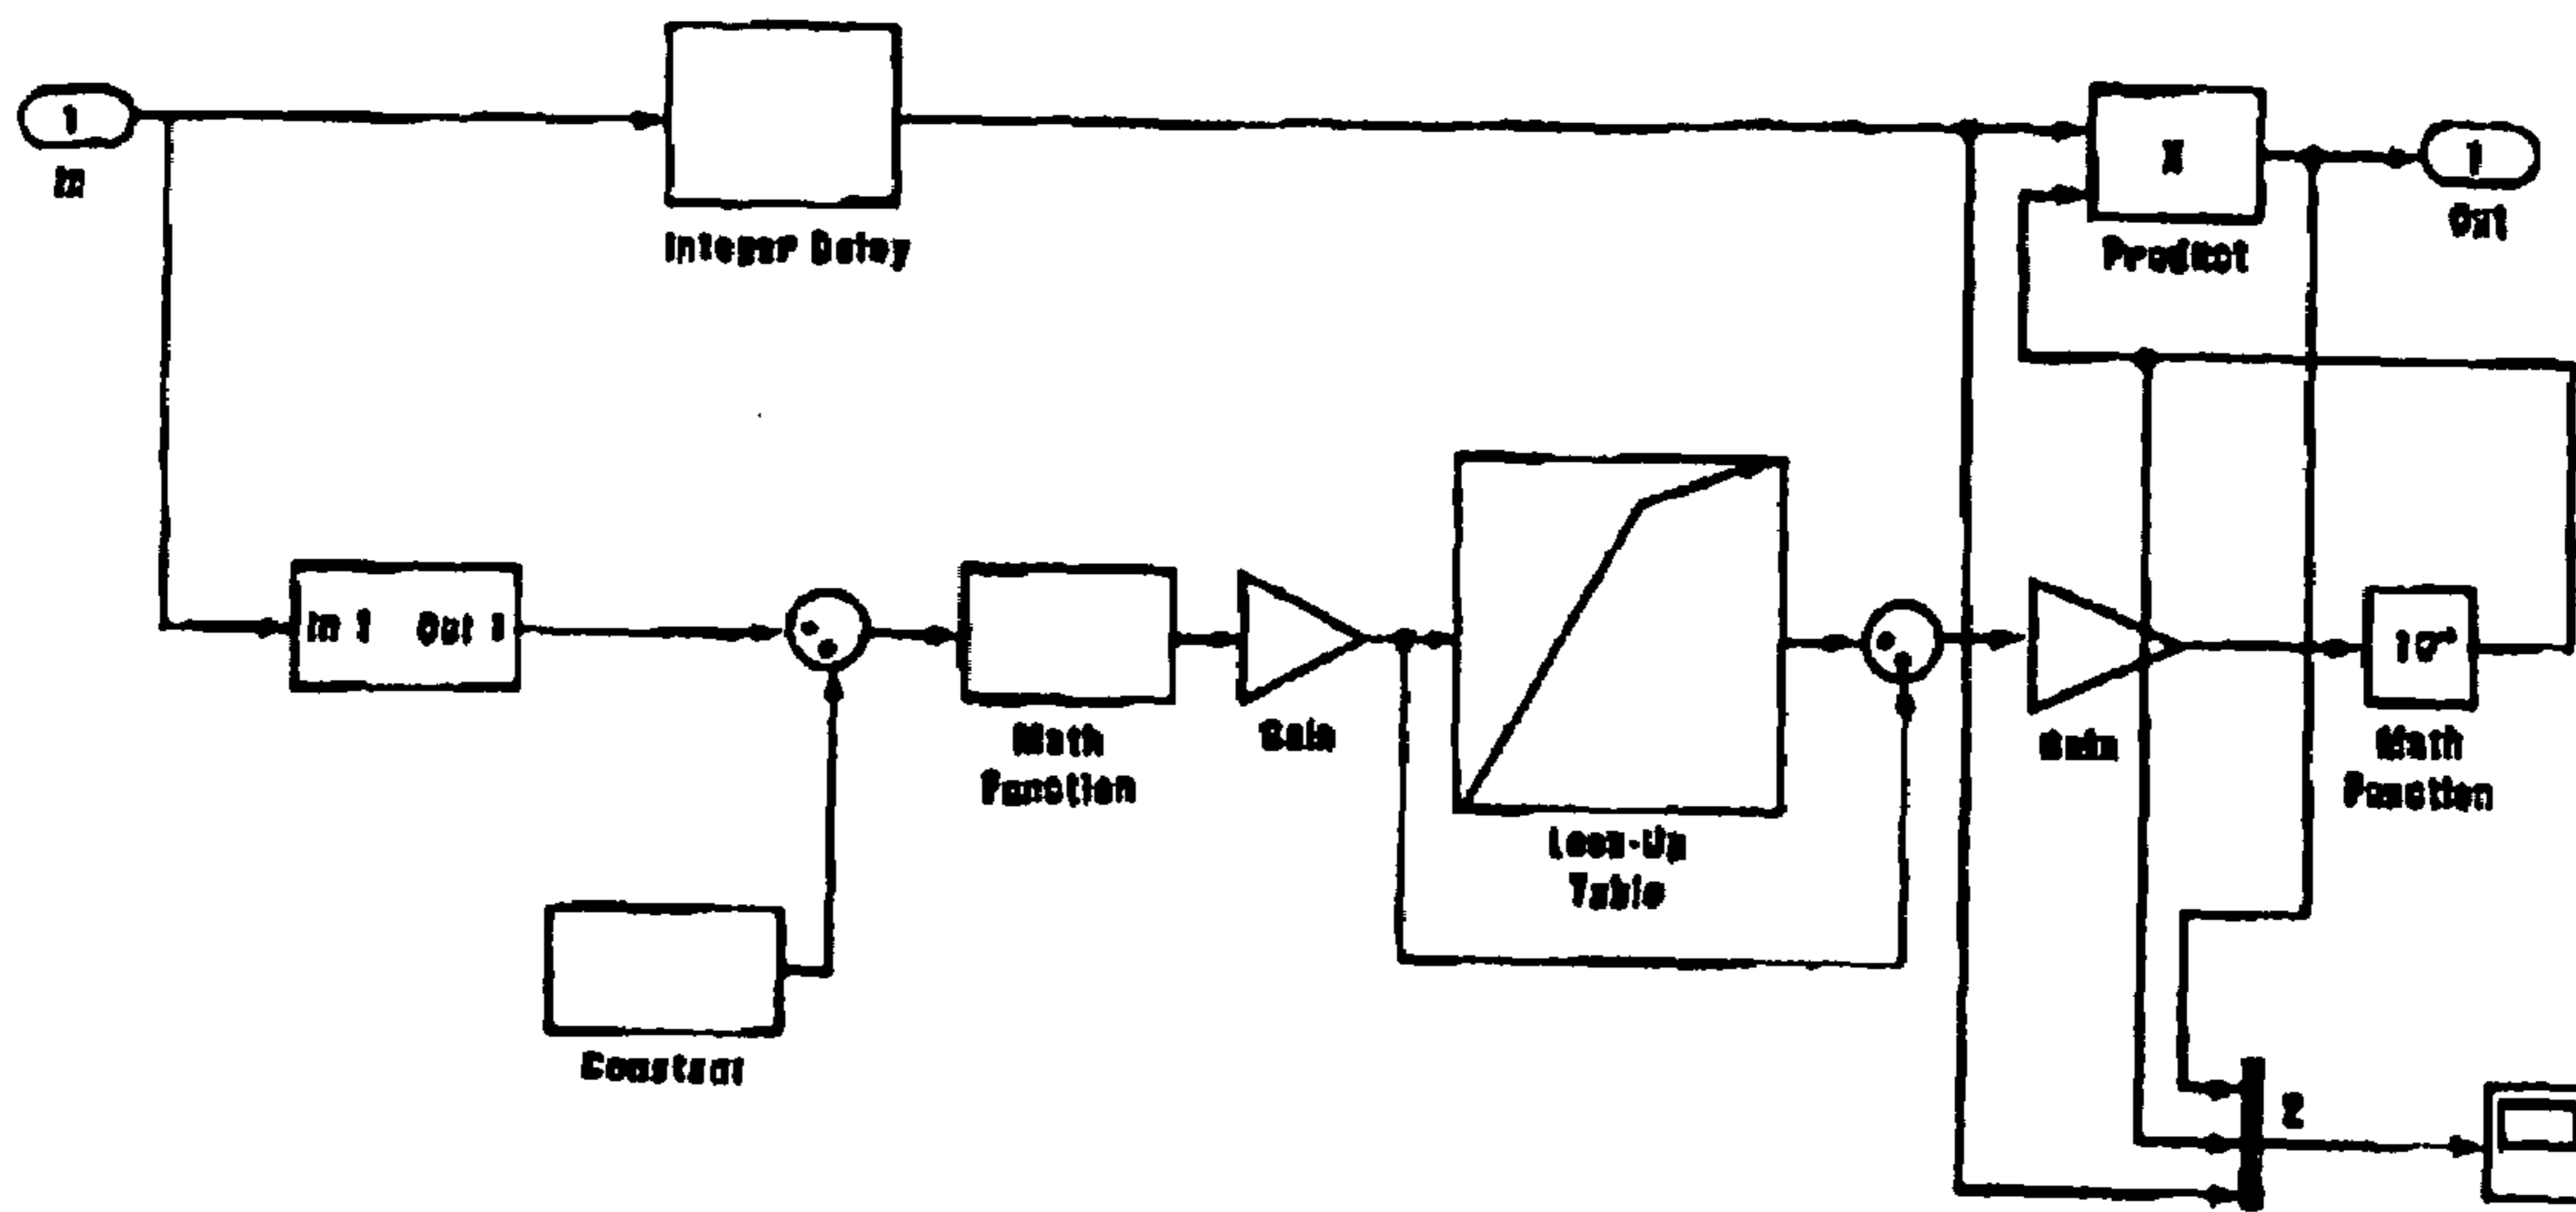 1
In
Integer Delay
X
Product
1
Out
In 1 Out 1
Math
Function
Gain
Look-Up
Table
Gain
10
Math
Function
Constant
2